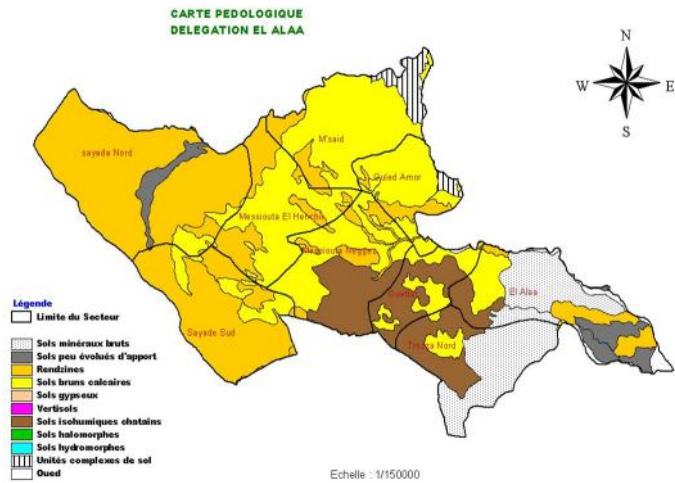 CARTE PEDOLOGIQUE
DELEGATION EL ALAA
N
W E
S
M'said
sayada Nord
Ouled Amor
Messiouta El Hencha
Messiouta Negges
El Alaa
Sayade Sud
Trozza Nord
Légende
Limite du Secteur
Sols minéraux bruts
Sols peu évolués d'apport
Rendzines
Sols bruns calcaires
Sols gypseux
Vertisols
Sols isohumiques chatains
Sols halomorphes
Sols hydromorphes
Unités complexes de sol
Oued
Echelle : 1/150000